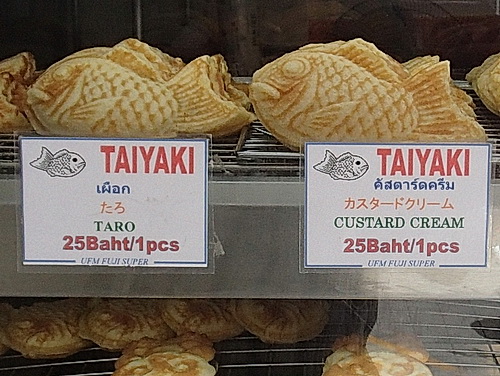 TAIYAKI
เผือก
たろ
TARO
25Baht/1pcs
UFM FUJI SUPER
TAIYAKI
คัสตาร์ดครีม
カスタードクリーム
CUSTARD CREAM
25Baht/1pcs
UFM FUJI SUPER